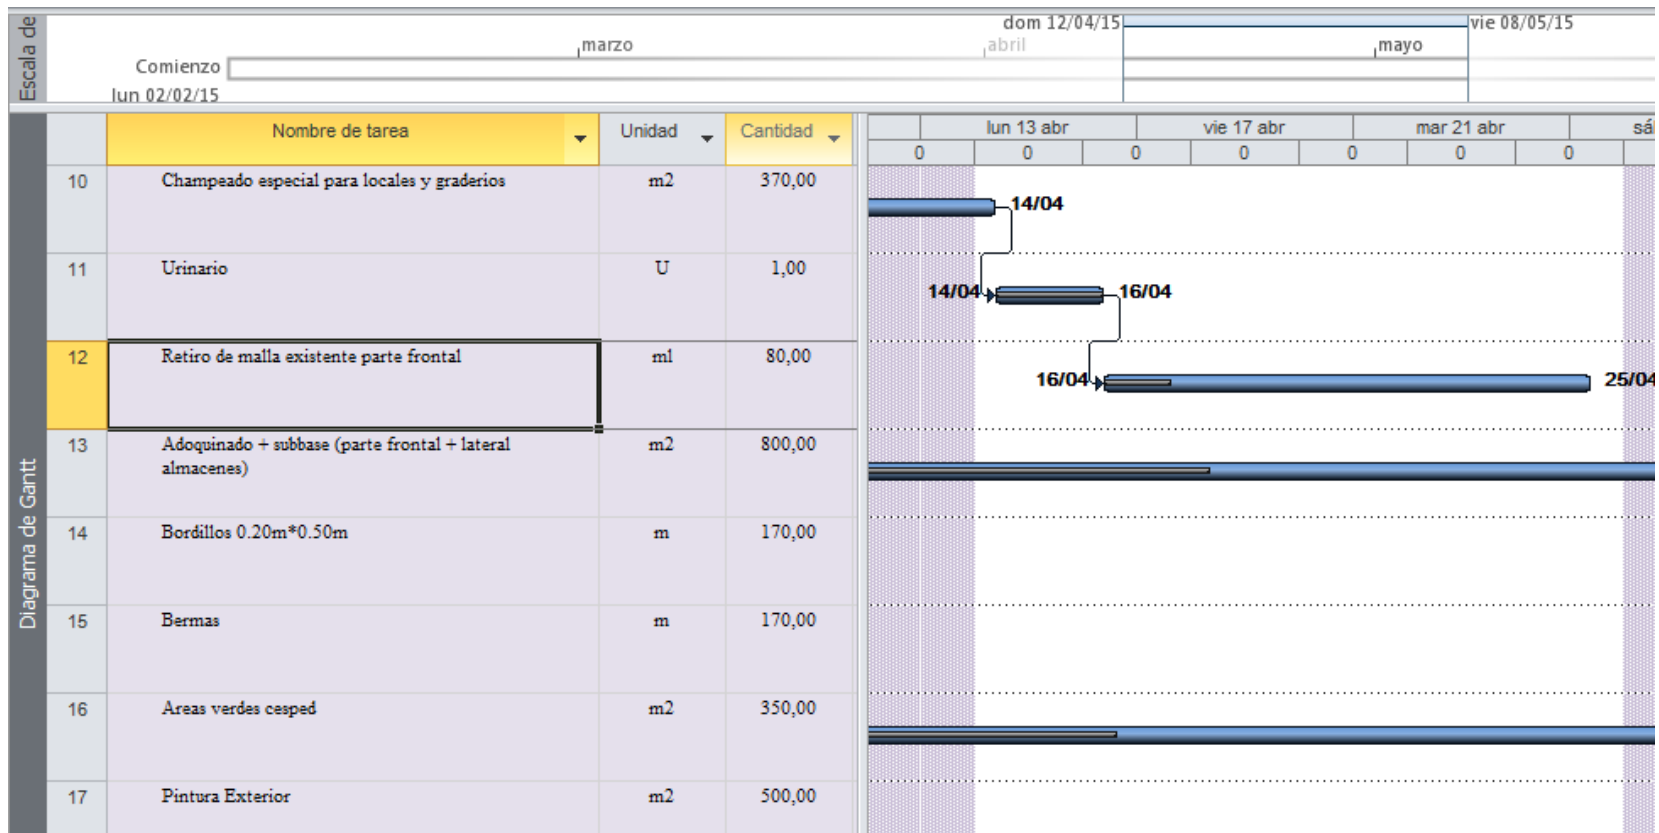 Escala de
dom 12/04/15
vie 08/05/15
marzo
abril
mayo
Comienzo
lun 02/02/15
Diagrama de Gantt
Nombre de tarea Unidad Cantidad
lun 13 abr vie 17 abr mar 21 abr
0 0 0 0 0 0 0
10 Champeado especial para locales y graderios m2 370,00
14/04
11 Urinario U 1,00
14/04 16/04
12 Retiro de malla existente parte frontal ml 80,00
16/04 25/04
13 Adoquinado + subbase (parte frontal + lateral
almacenes) m2 800,00
14 Bordillos 0.20m*0.50m m 170,00
15 Bermas m 170,00
16 Areas verdes cesped m2 350,00
17 Pintura Exterior m2 500,00